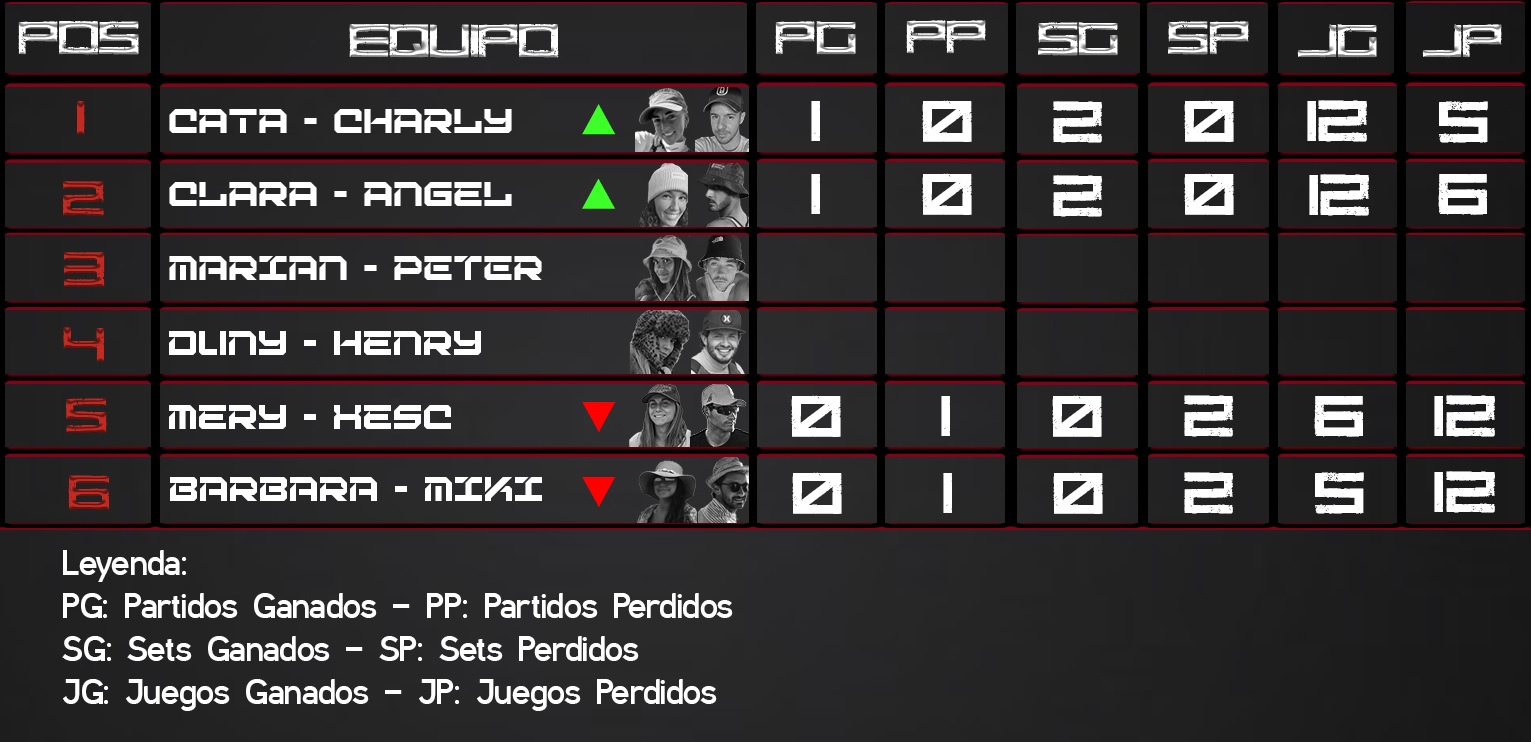 POS EQUIPO PG PP SG SP JG JP
1 CATA - CHARLY 1 0 2 0 12 5
2 CLARA - ANGEL 1 0 2 0 12 6
3 MARIAN - PETER
4 DUNY - HENRY
5 MERY - XESC 0 1 0 2 6 12
6 BARBARA - MIKI 0 1 0 2 5 12
Leyenda:
PG: Partidos Ganados - PP: Partidos Perdidos
SG: Sets Ganados - SP: Sets Perdidos
JG: Juegos Ganados - JP: Juegos Perdidos